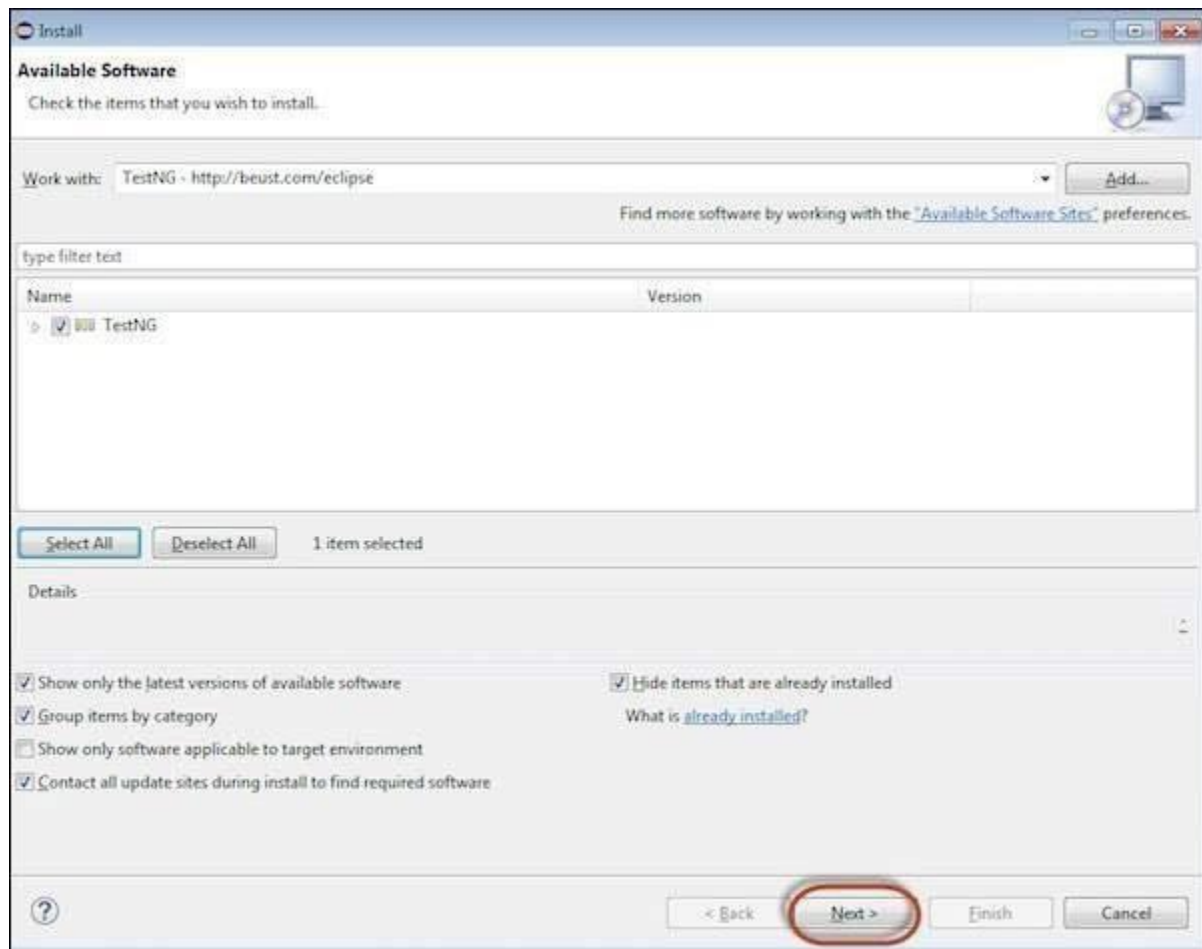 Install
Available Software
Check the items that you wish to install.
Work with: TestNG - http://beust.com/eclipse Add...
Find more software by working with the "Available Software Sites" preferences.
type filter text
Name Version
TestNG
Select All Deselect All 1 item selected
Details
Show only the latest versions of available software Hide items that are already installed
Group items by category What is already installed?
Show only software applicable to target environment
Contact all update sites during install to find required software
? < Back Next > Finish Cancel